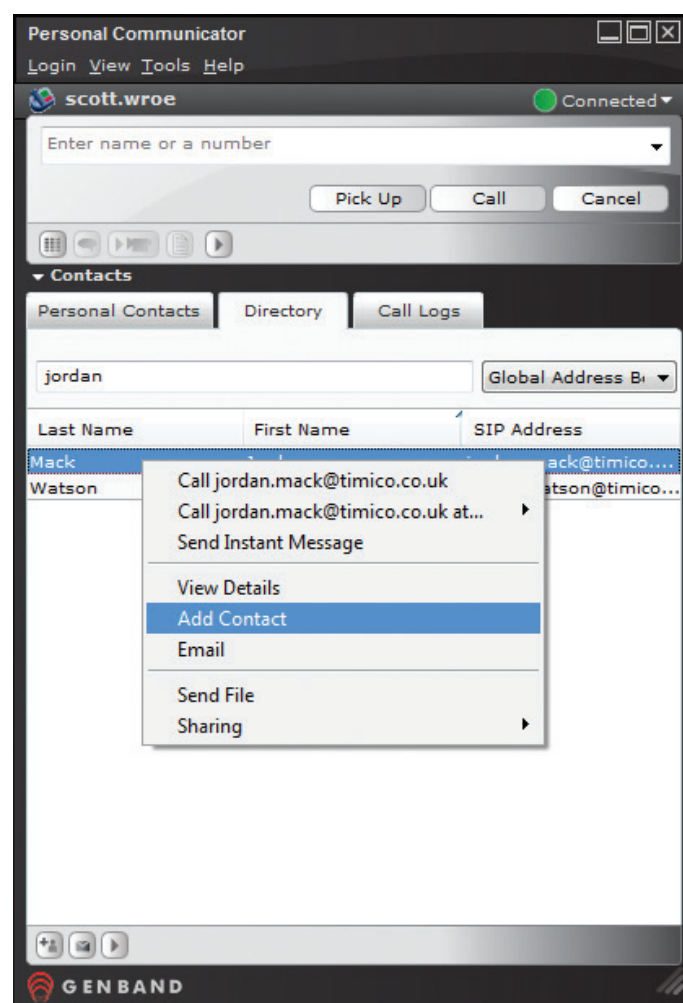 Personal Communicator
Login View Tools Help
scott.wroe Connected
Enter name or a number
Pick Up Call Cancel
Contacts
Personal Contacts Directory Call Logs
jordan Global Address B
Last Name First Name SIP Address
Mack ack@timico....
Watson atson@timico...
Call jordan.mack@timico.co.uk
Call jordan.mack@timico.co.uk at...
Send Instant Message
View Details
Add Contact
Email
Send File
Sharing
GENBAND